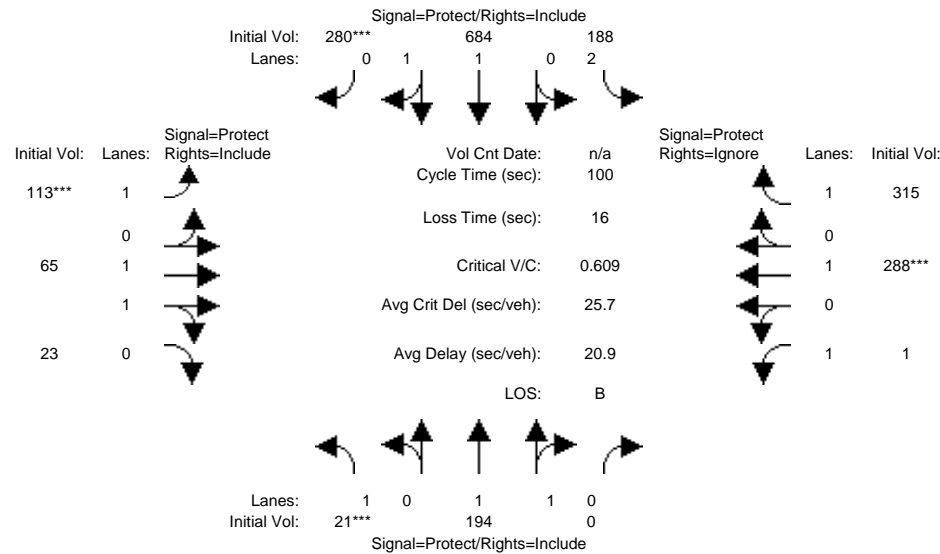 Signal=Protect/Rights=Include
Initial Vol: 280*** 684 188
Lanes: 0 1 1 0 2
Signal=Protect
Initial Vol: Lanes: Rights=Include
Vol Cnt Date: n/a
Signal=Protect
Rights=Ignore Lanes: Initial Vol:
Cycle Time (sec): 100
113*** 1
1 315
Loss Time (sec): 16
0
0
65 1
Critical V/C: 0.609
1 288***
1
Avg Crit Del (sec/veh): 25.7
0
23 0
Avg Delay (sec/veh): 20.9
1 1
LOS: B
Lanes: 1 0 1 1 0
Initial Vol: 21*** 194 0
Signal=Protect/Rights=Include